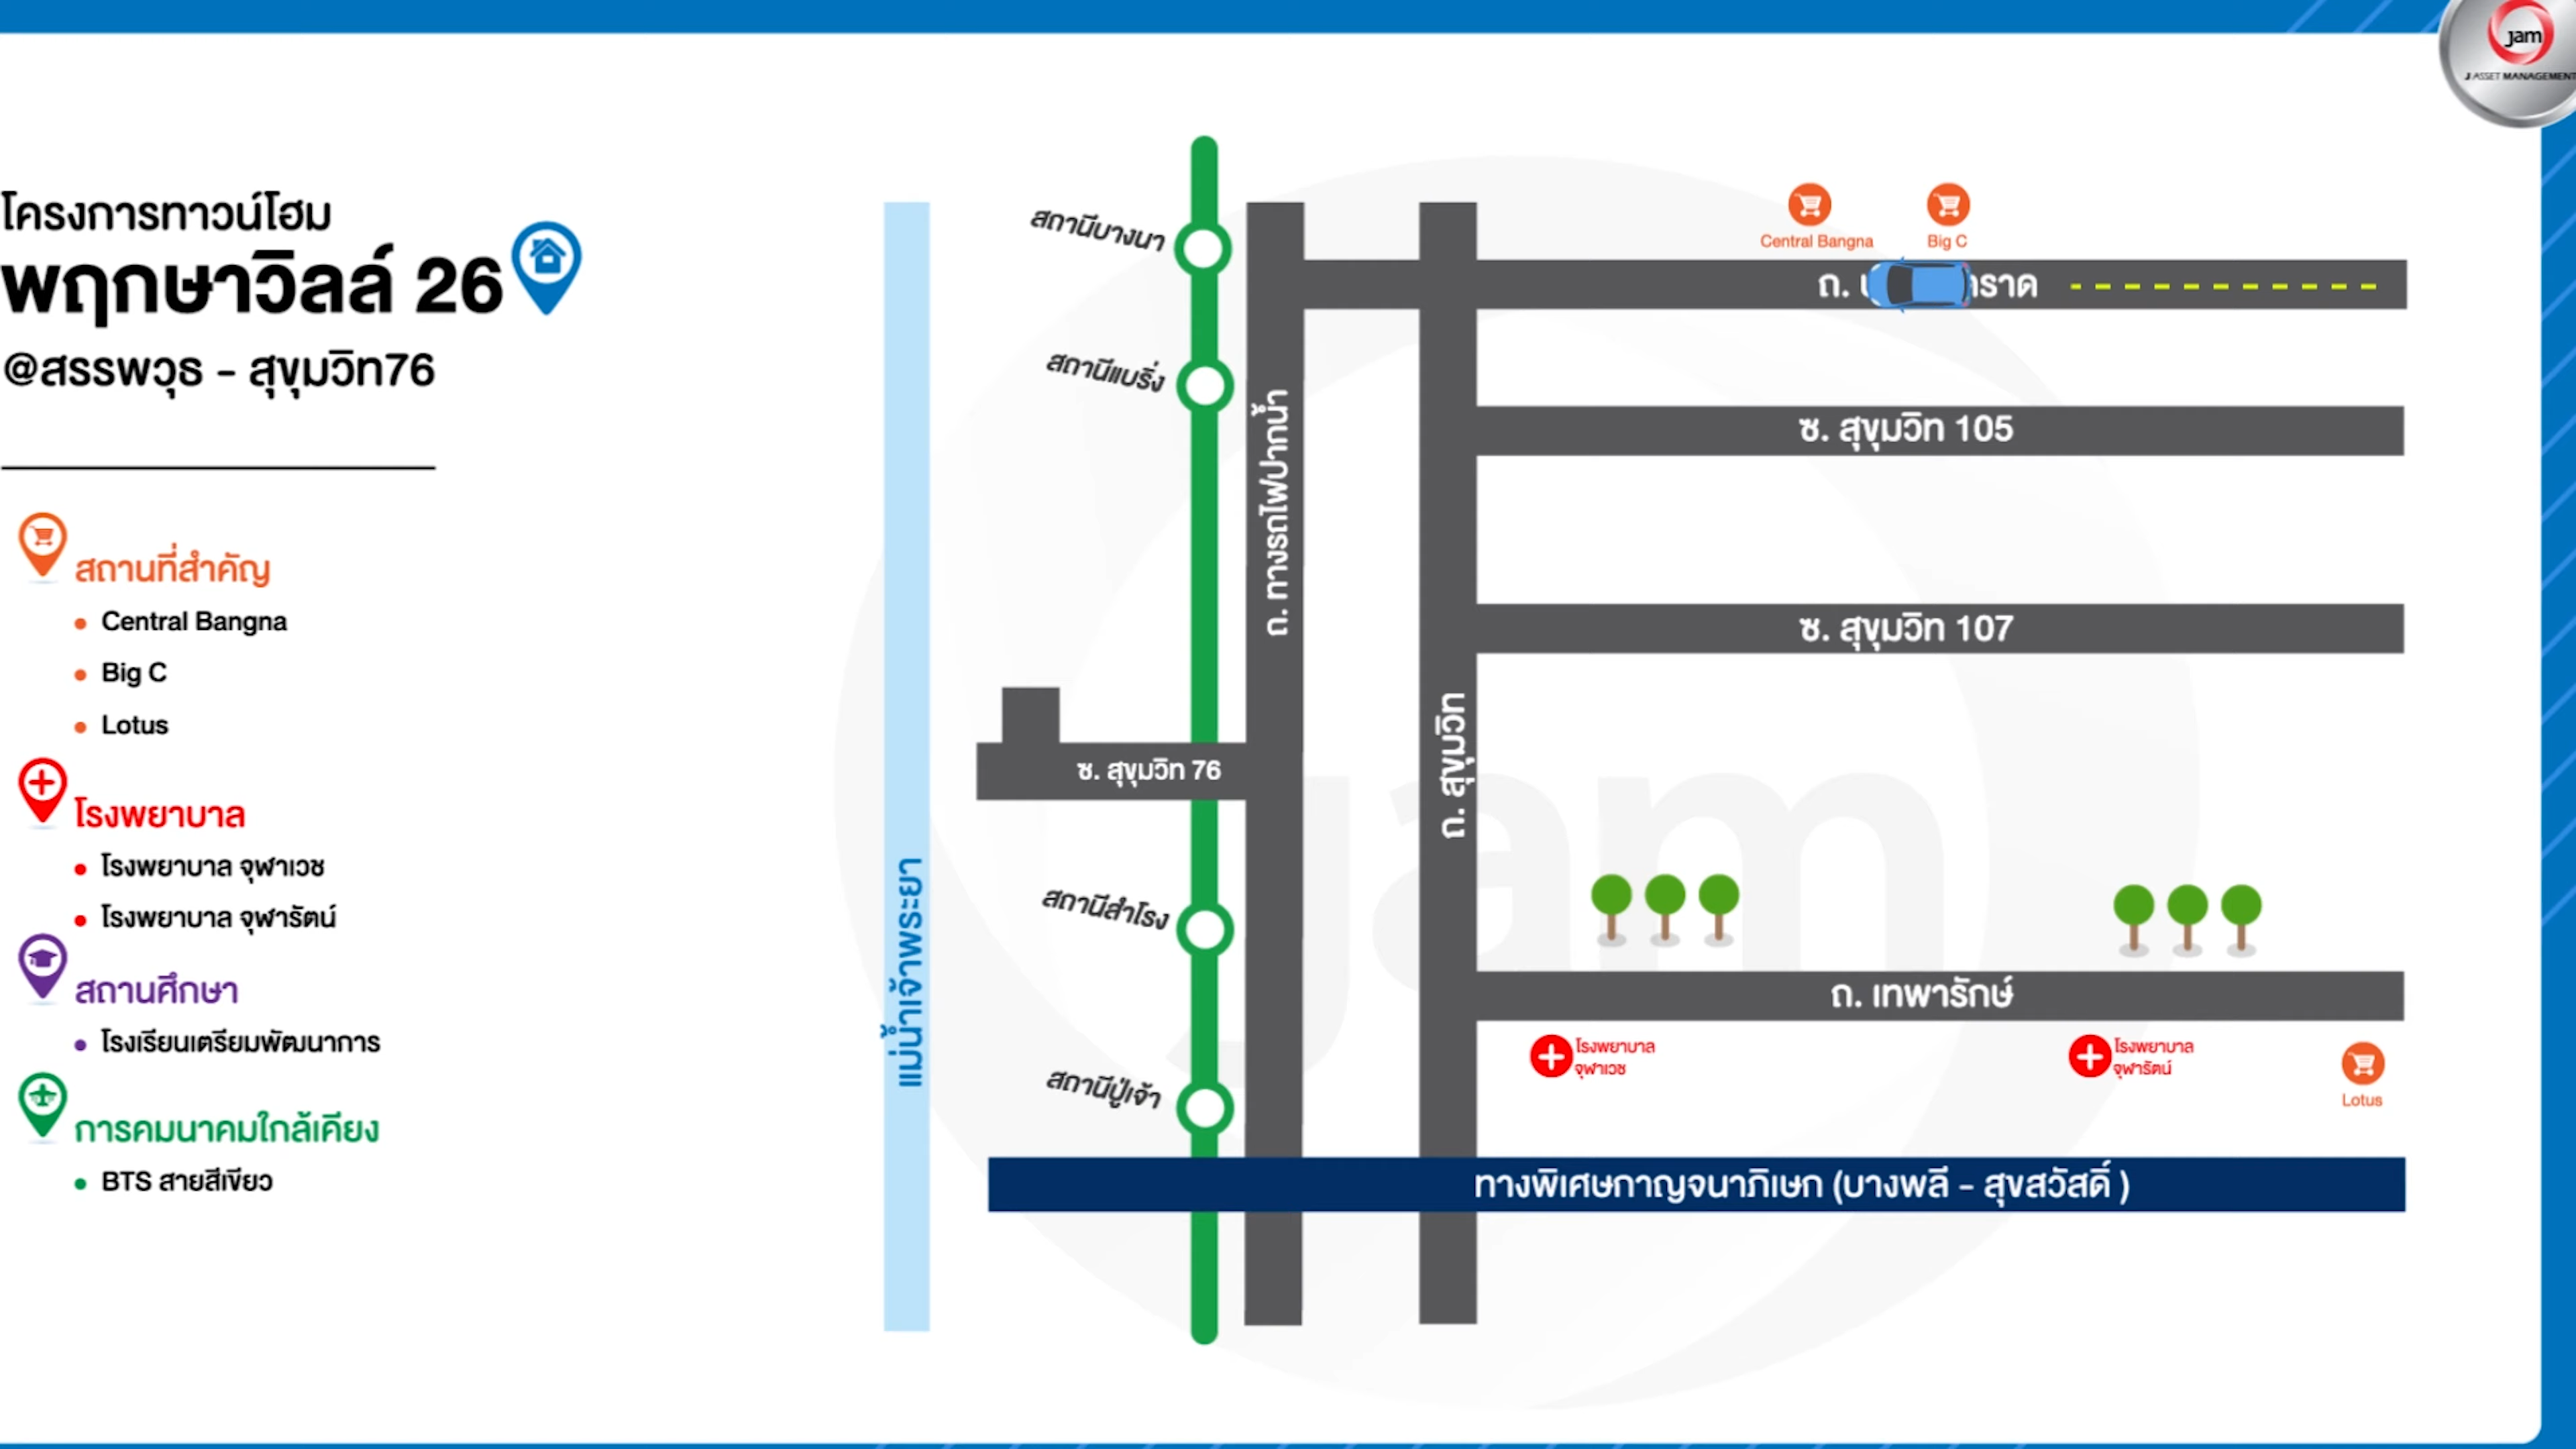 jam
J ASSET MANAGEMENT
โครงการทาวน์โฮม
พฤกษาวิลล์ 26
@สรรพวุธ - สุขุมวิท76
สถานที่สำคัญ
Central Bangna
Big C
Lotus
โรงพยาบาล
โรงพยาบาล จุฬาเวช
โรงพยาบาล จุฬารัตน์
สถานศึกษา
โรงเรียนเตรียมพัฒนาการ
การคมนาคมใกล้เคียง
BTS สายสีเขียว
แม่น้ำเจ้าพระยา
สถานีบางนา
สถานีแบริ่ง
สถานีสำโรง
สถานีปู่เจ้า
ถ. ทางรถไฟปากน้ำ
ซ. สุขุมวิท 76
ถ. สุขุมวิท
Central Bangna
Big C
ถ.
ซ. สุขุมวิท 105
ซ. สุขุมวิท 107
ถ. เทพารักษ์
โรงพยาบาล
จุฬาเวช
โรงพยาบาล
จุฬารัตน์
Lotus
ทางพิเศษกาญจนาภิเษก (บางพลี - สุขสวัสดิ์ )
jam